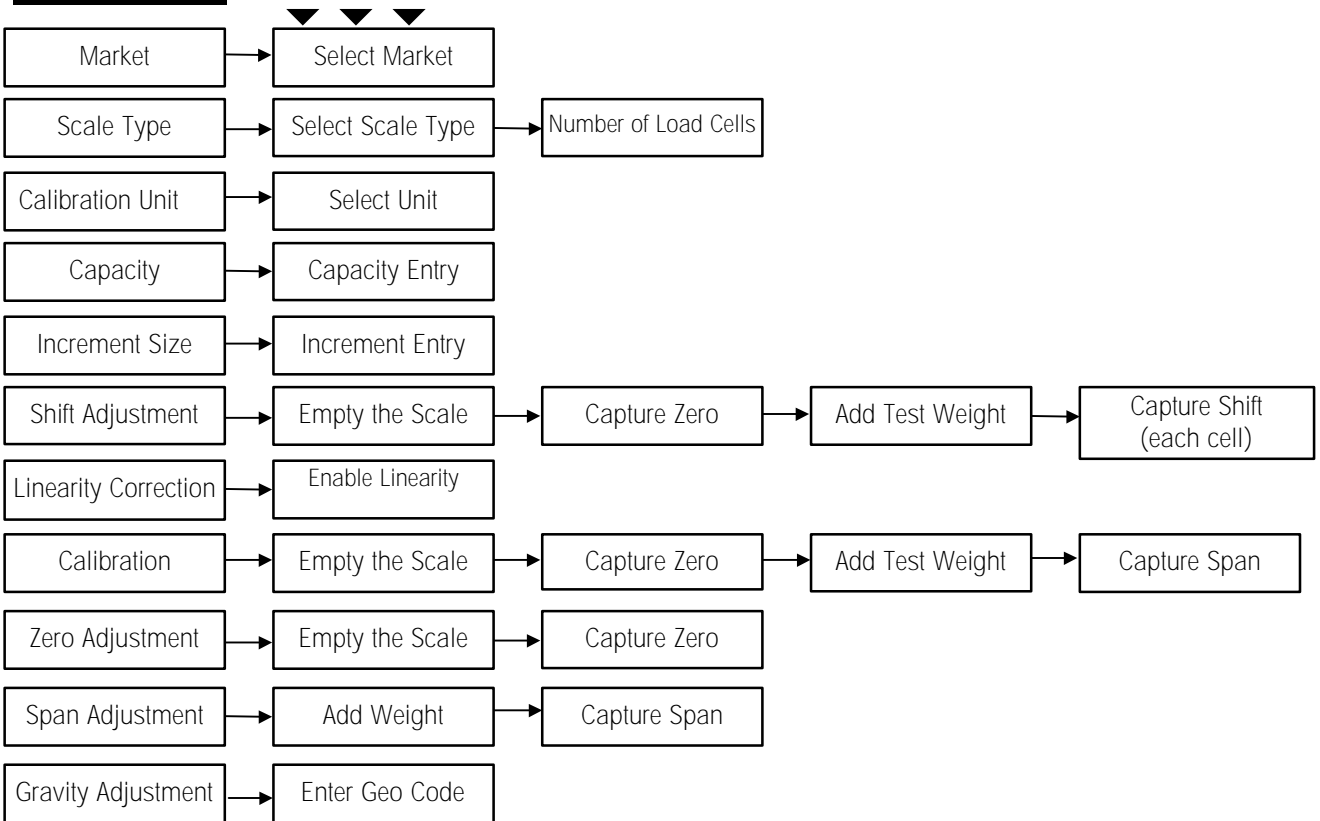 Market
Select Market
Scale Type
Select Scale Type
Number of Load Cells
Calibration Unit
Select Unit
Capacity
Capacity Entry
Increment Size
Increment Entry
Shift Adjustment
Empty the Scale
Capture Zero
Add Test Weight
Capture Shift
(each cell)
Linearity Correction
Enable Linearity
Calibration
Empty the Scale
Capture Zero
Add Test Weight
Capture Span
Zero Adjustment
Empty the Scale
Capture Zero
Span Adjustment
Add Weight
Capture Span
Gravity Adjustment
Enter Geo Code